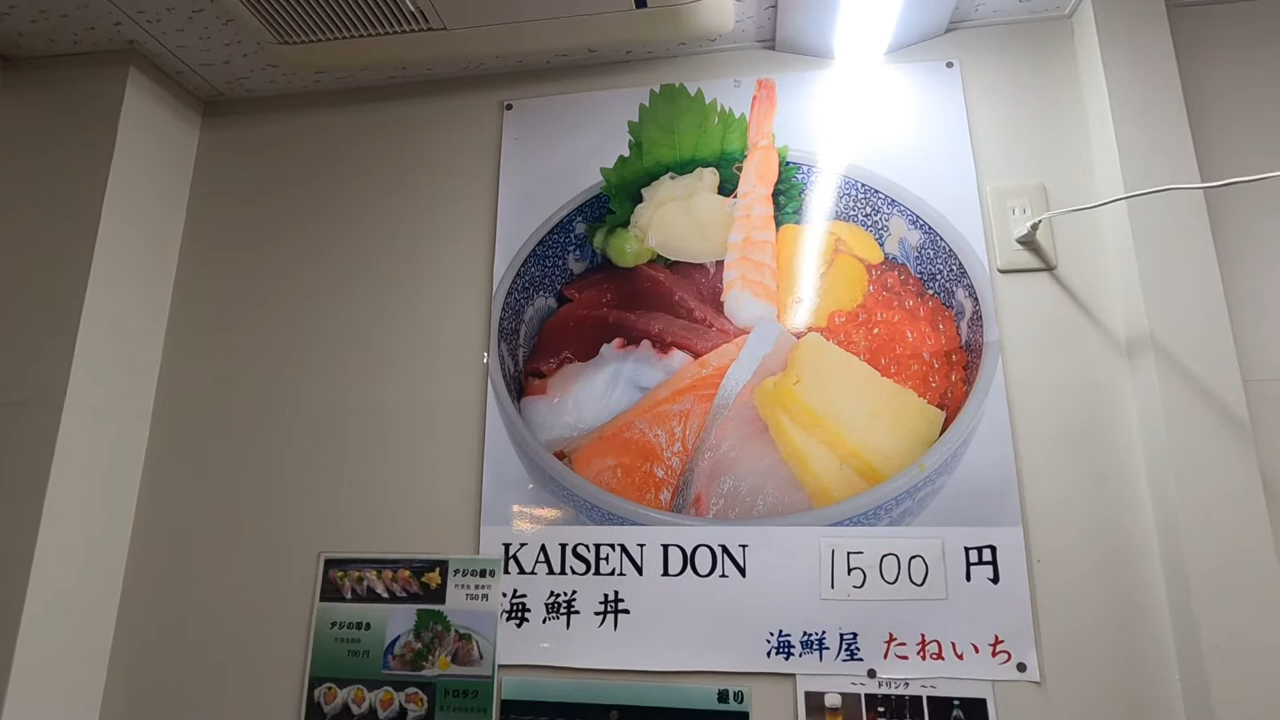 KAISEN DON
1500 円
海鮮丼
海鮮屋 たねいち
アジの握り
750円
アジの叩き
700円
トロタク
握り
~~ ドリンク ~~